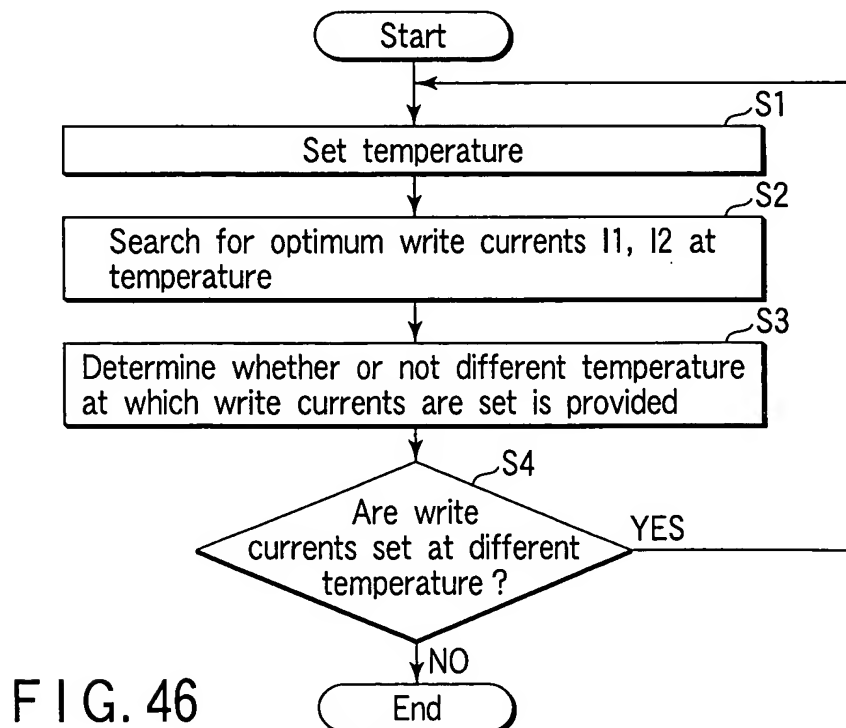 Start
S1
Set temperature
S2
Search for optimum write currents I1, I2 at
temperature
S3
Determine whether or not different temperature
at which write currents are set is provided
S4
Are write
currents set at different
temperature ?
YES
NO
End
FIG. 46